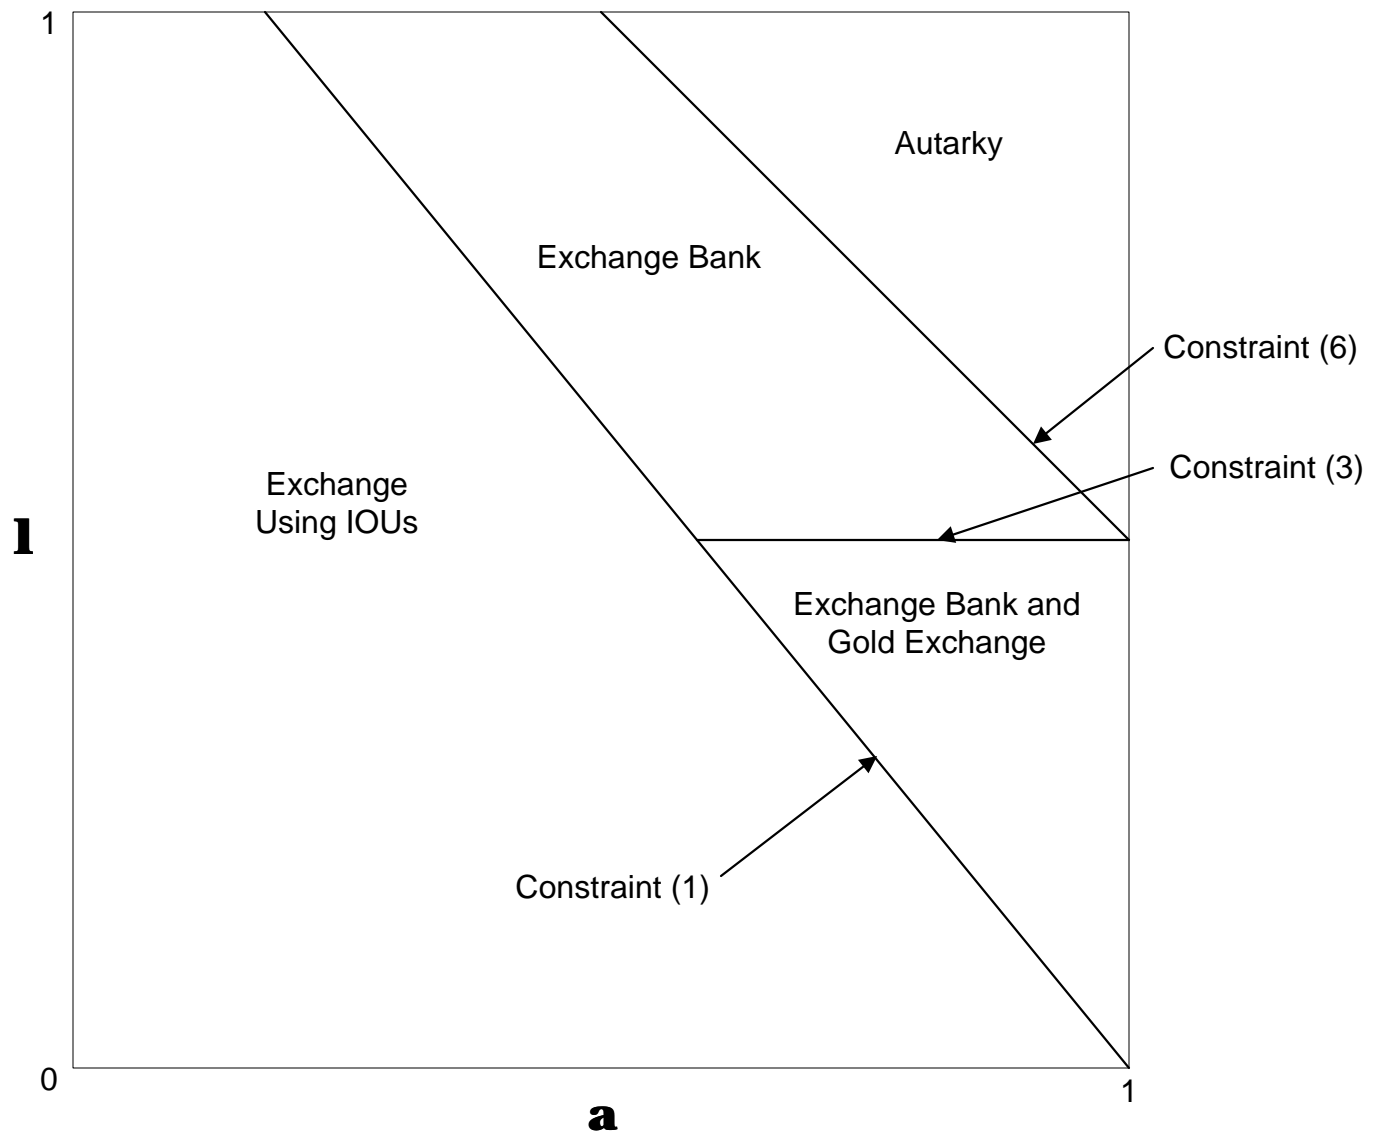 1
Autarky
Exchange Bank
Constraint (6)
Constraint (3)
Exchange
Using IOUs
l
Exchange Bank and
Gold Exchange
Constraint (1)
0
1
a